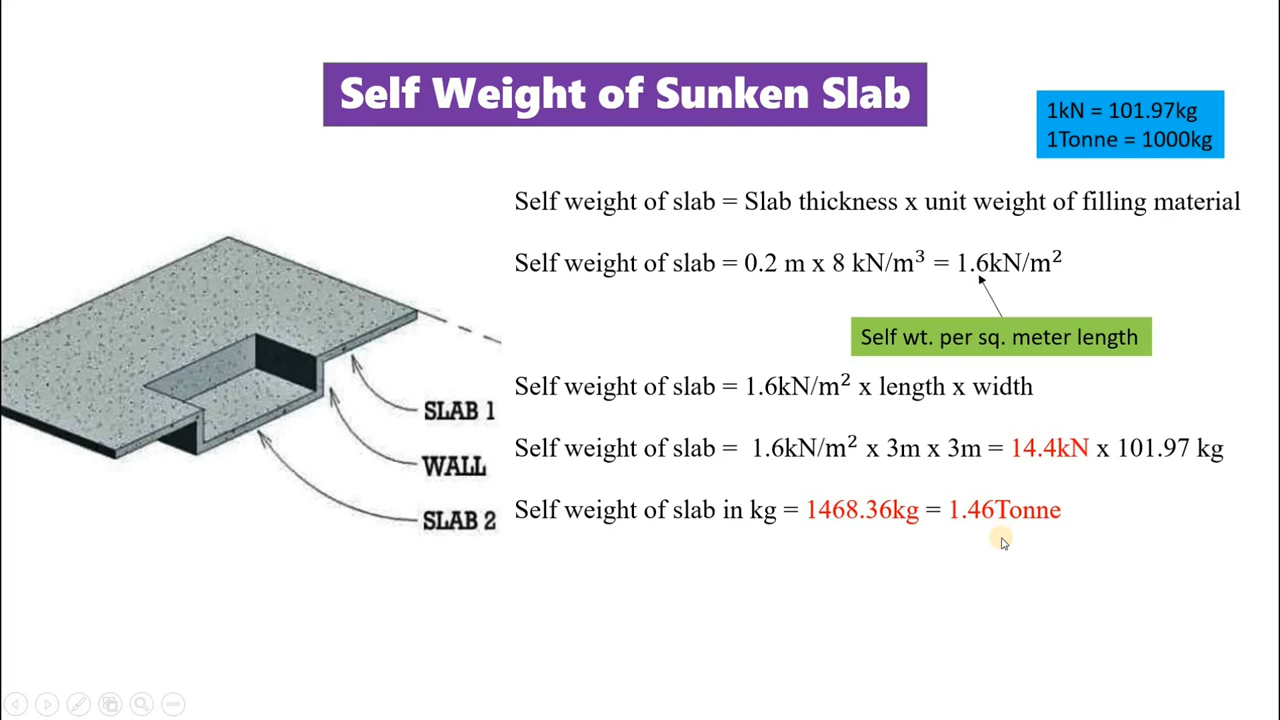 Self Weight of Sunken Slab
1kN = 101.97kg
1Tonne = 1000kg
Self weight of slab = Slab thickness x unit weight of filling material
Self weight of slab = 0.2 m x 8 kN/m³ = 1.6kN/m²
Self wt. per sq. meter length
Self weight of slab = 1.6kN/m² x length x width
SLAB 1
Self weight of slab = 1.6kN/m² x 3m x 3m = 14.4kN x 101.97 kg
WALL
Self weight of slab in kg = 1468.36kg = 1.46Tonne
SLAB 2